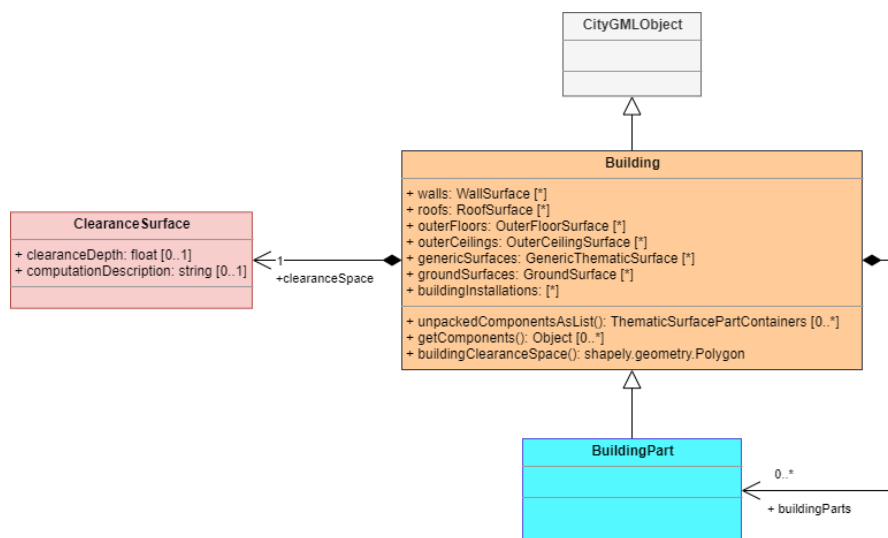 CityGMLObject
Building
+ walls: WallSurface [*]
+ roofs: RoofSurface [*]
+ outerFloors: OuterFloorSurface [*]
+ outerCeilings: OuterCeilingSurface [*]
+ genericSurfaces: GenericThematicSurface [*]
+ groundSurfaces: GroundSurface [*]
+ buildingInstallations: [*]
+ unpackedComponentsAsList(): ThematicSurfacePartContainers [0..*]
+ getComponents(): Object [0..*]
+ buildingClearanceSpace(): shapely.geometry.Polygon
ClearanceSurface
+ clearanceDepth: float [0..1]
+ computationDescription: string [0..1]
1
+clearanceSpace
BuildingPart
0..*
+ buildingParts